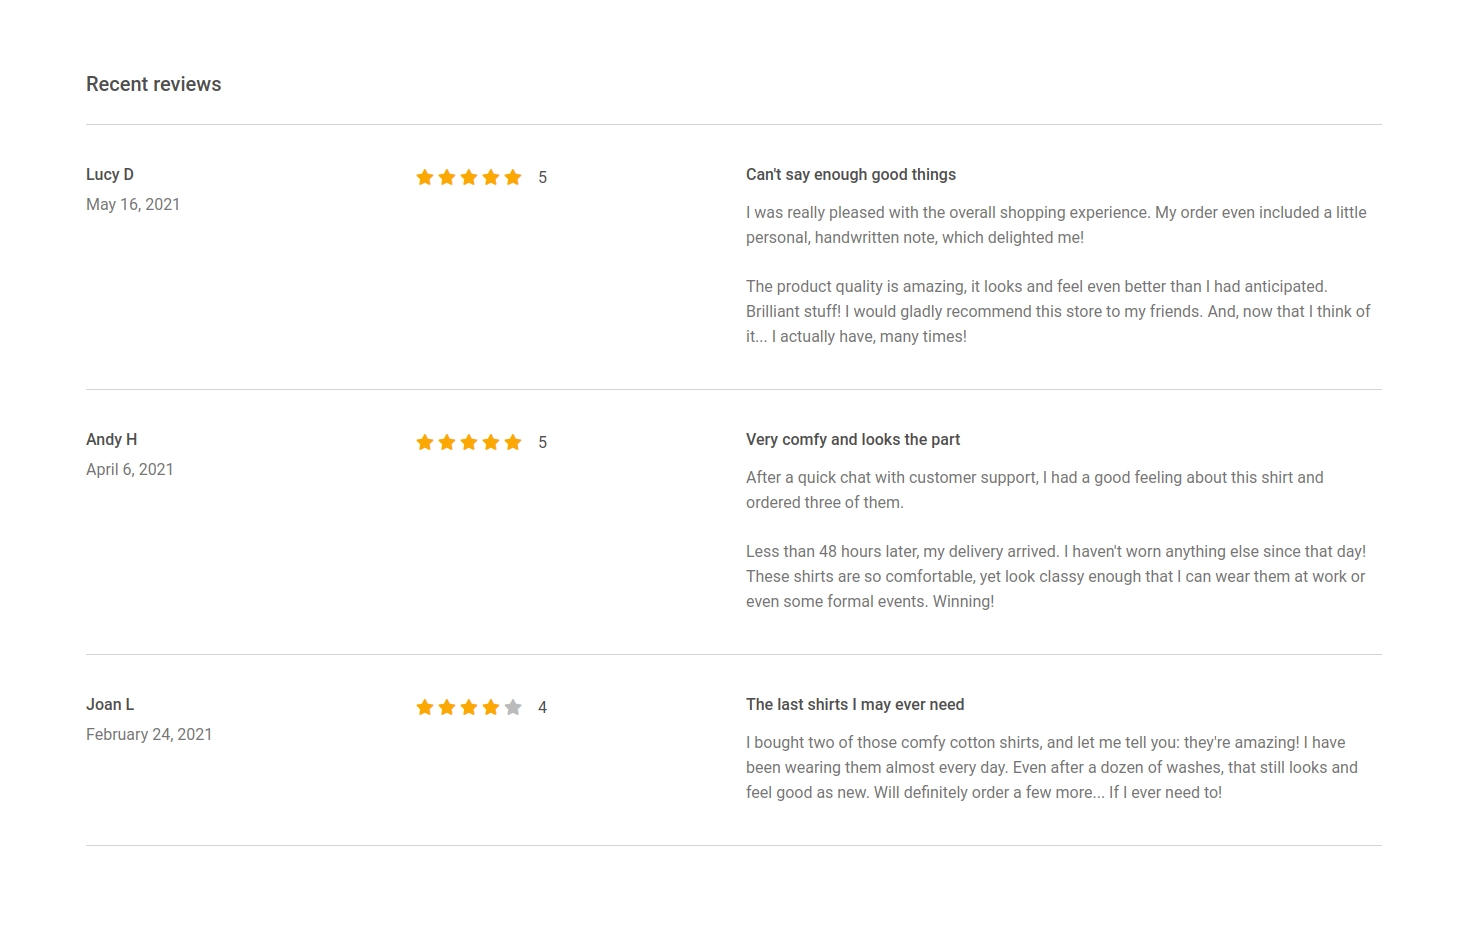 Recent reviews
Lucy D
May 16, 2021
5
Can't say enough good things
I was really pleased with the overall shopping experience. My order even included a little
personal, handwritten note, which delighted me!
The product quality is amazing, it looks and feel even better than I had anticipated.
Brilliant stuff! I would gladly recommend this store to my friends. And, now that I think of
it... I actually have, many times!
Andy H
April 6, 2021
5
Very comfy and looks the part
After a quick chat with customer support, I had a good feeling about this shirt and
ordered three of them.
Less than 48 hours later, my delivery arrived. I haven't worn anything else since that day!
These shirts are so comfortable, yet look classy enough that I can wear them at work or
even some formal events. Winning!
Joan L
February 24, 2021
4
The last shirts I may ever need
I bought two of those comfy cotton shirts, and let me tell you: they're amazing! I have
been wearing them almost every day. Even after a dozen of washes, that still looks and
feel good as new. Will definitely order a few more... If I ever need to!